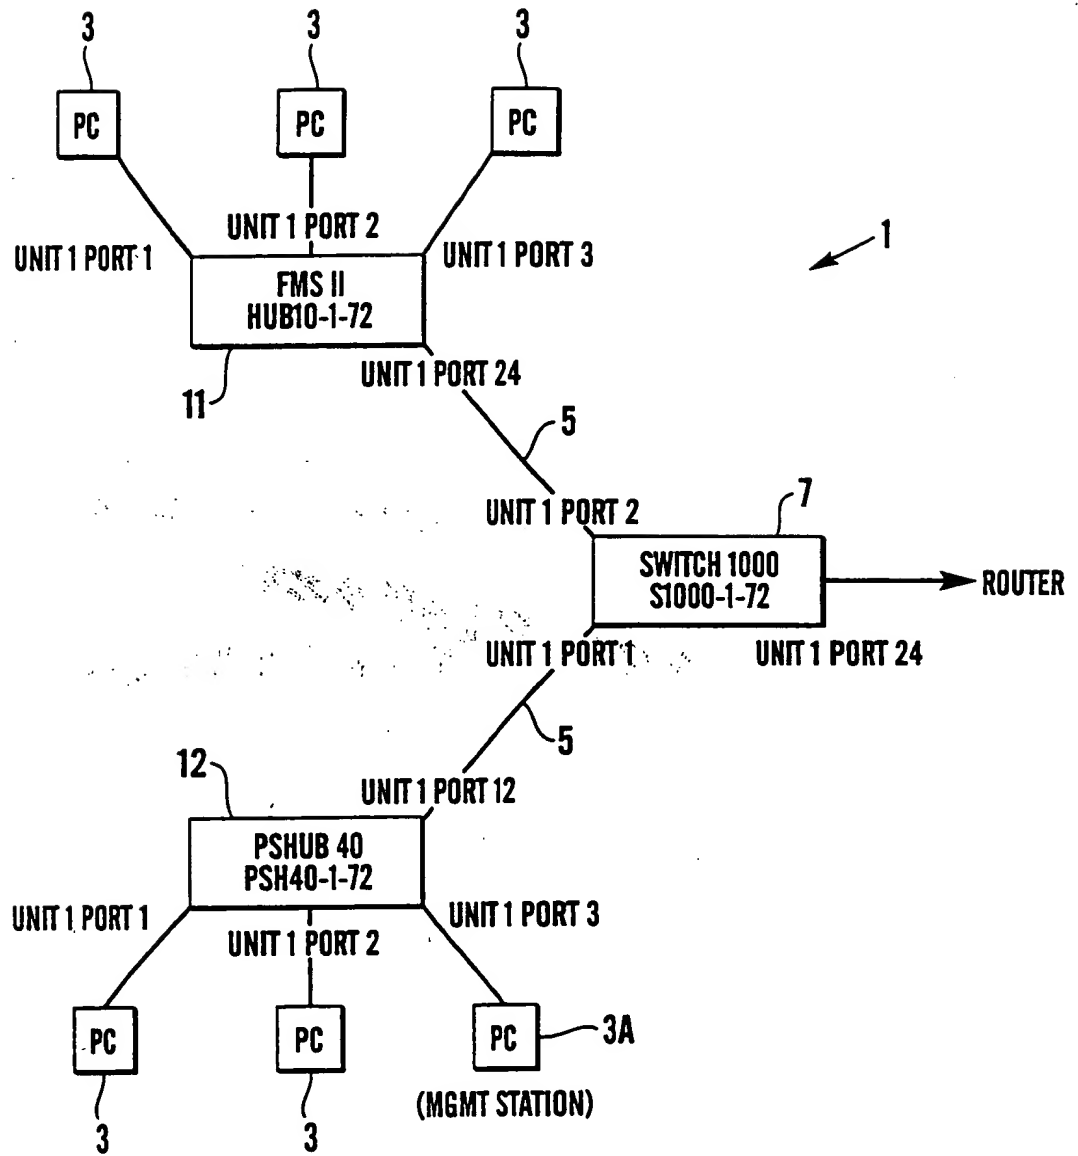 3
3
3
PC
PC
PC
UNIT 1 PORT 2
UNIT 1 PORT 1
UNIT 1 PORT 3
1
FMS II
HUB10-1-72
UNIT 1 PORT 24
11
5
7
UNIT 1 PORT 2
SWITCH 1000
S1000-1-72
ROUTER
UNIT 1 PORT 1
UNIT 1 PORT 24
5
12
UNIT 1 PORT 12
PSHUB 40
PSH40-1-72
UNIT 1 PORT 1
UNIT 1 PORT 3
UNIT 1 PORT 2
PC
PC
PC
3A
(MGMT STATION)
3
3